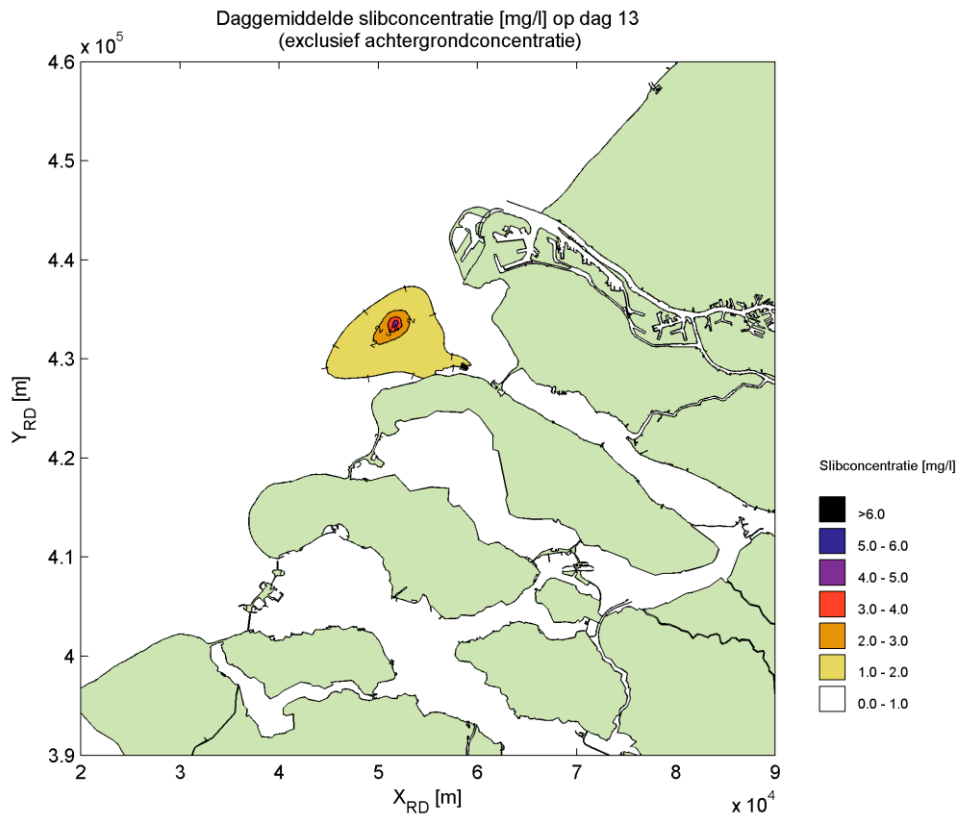 Daggemiddelde slibconcentratie [mg/l] op dag 13
(exclusief achtergrondconcentratie)
x 10^5
4.6
4.5
4.4
4.3
4.2
4.1
4
3.9
Y_RD [m]
2 3 4 5 6 7 8 9
X_RD [m]
x 10^4
Slibconcentratie [mg/l]
>6.0
5.0 - 6.0
4.0 - 5.0
3.0 - 4.0
2.0 - 3.0
1.0 - 2.0
0.0 - 1.0